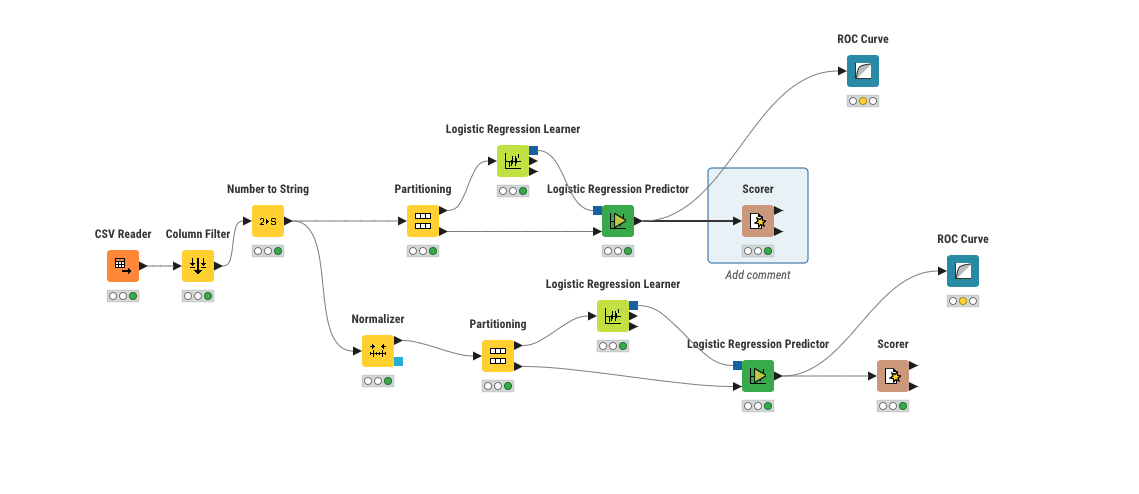 ROC Curve
Logistic Regression Learner
Number to String
Partitioning
Logistic Regression Predictor
Scorer
2▸S
CSV Reader
Column Filter
ROC Curve
Add comment
Logistic Regression Learner
Normalizer
Partitioning
Logistic Regression Predictor
Scorer